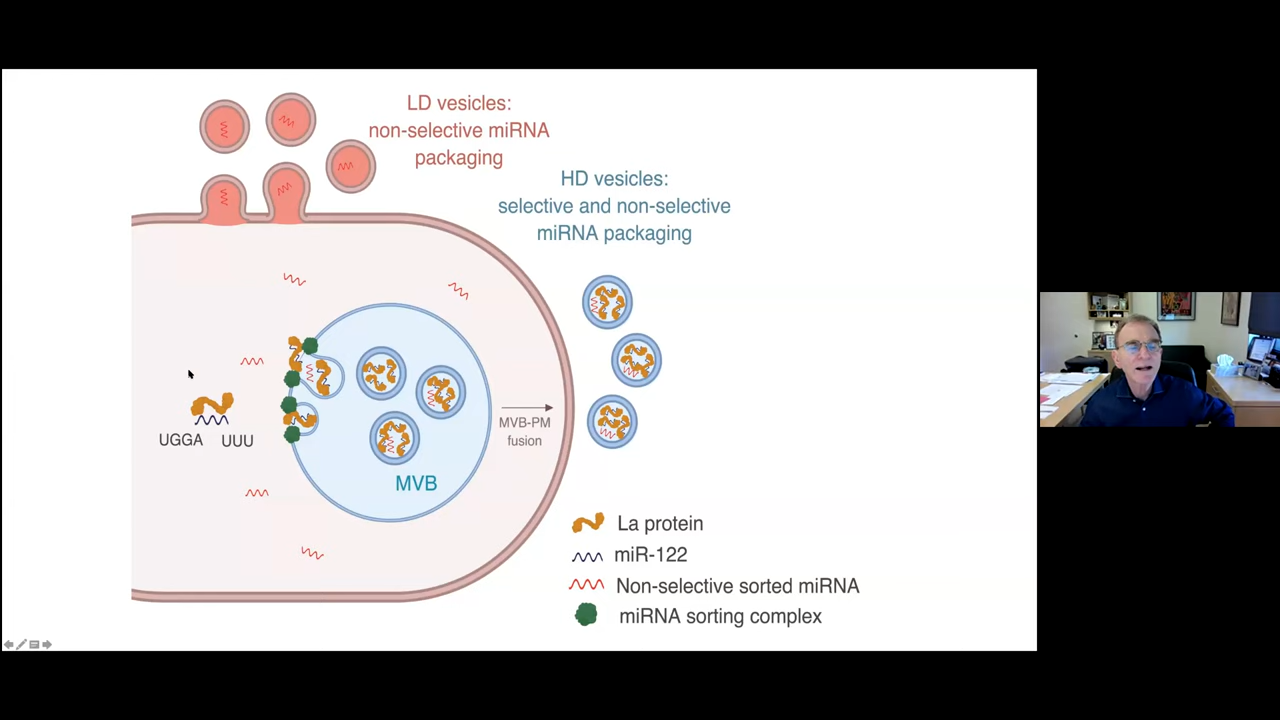 LD vesicles:
non-selective miRNA
packaging
HD vesicles:
selective and non-selective
miRNA packaging
UGGA UUU
MVB-PM
fusion
MVB
La protein
miR-122
Non-selective sorted miRNA
miRNA sorting complex